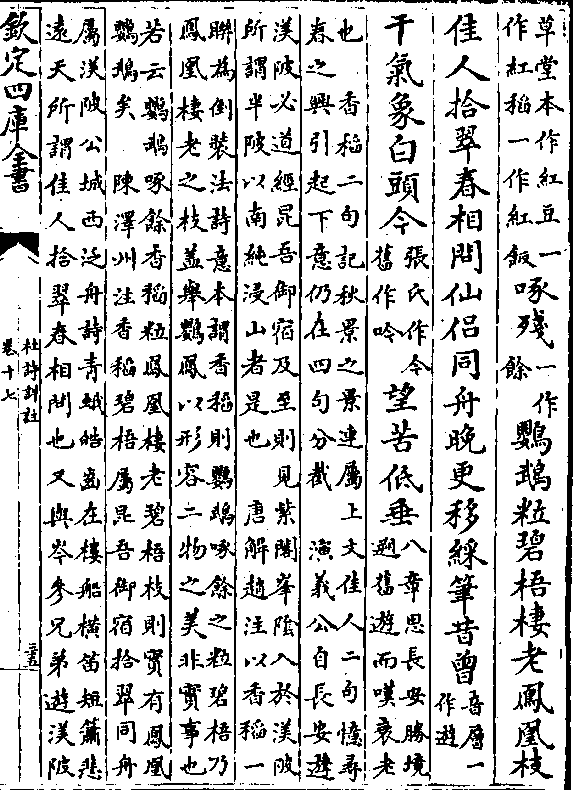 草堂本作紅豆一
作紅稻一作紅飯
啄殘
一作
餘
鸚鵡粒碧梧棲老鳳凰枝
佳人拾翠春相問仙侶同舟晚更移綵筆昔曾
音層一
作遊
干氣象白頭今
張氏作今
舊作吟
望苦低垂
八章思長安勝境
遡舊遊而嘆衰老
也 香稻二句記秋景之景連屬上文佳人二句憶尋
春之興引起下意仍在四句分截 演義公自長安遊
渼陂必道經昆吾御宿及至則見紫閣峯陰入於渼陂
所謂半陂以南純浸山者是也 唐解趙注以香稻一
聯為倒裝法詩意本謂香稻則鸚鵡啄餘之粒碧梧乃
鳳凰棲老之枝蓋舉鸚鳳以形容二物之美非實事也
若云鸚鵡啄餘香稻粒鳳凰棲老碧梧枝則實有鳳凰
鸚鵡矣 陳澤州注香稻碧梧屬昆吾御宿拾翠同舟
屬渼陂公城西泛舟詩青蛾皓齒在樓船橫笛短簫悲
遠天所謂佳人拾翠春相問也又與岑參兄弟遊渼陂
欽定四庫全書
杜詩詳註
卷十七
三五